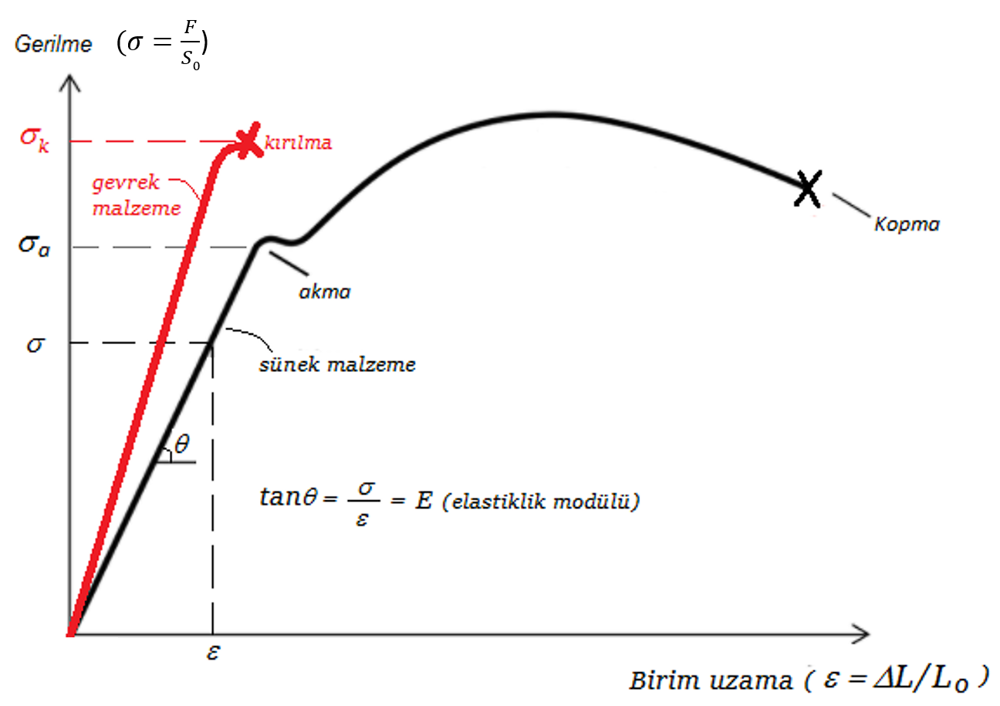 Gerilme (σ = F/S₀)
σk
kırılma
gevrek
malzeme
σa
Kopma
akma
σ
sünek malzeme
θ
tanθ = σ/ε = E (elastiklik modülü)
ε
Birim uzama ( ε = ΔL/L₀ )